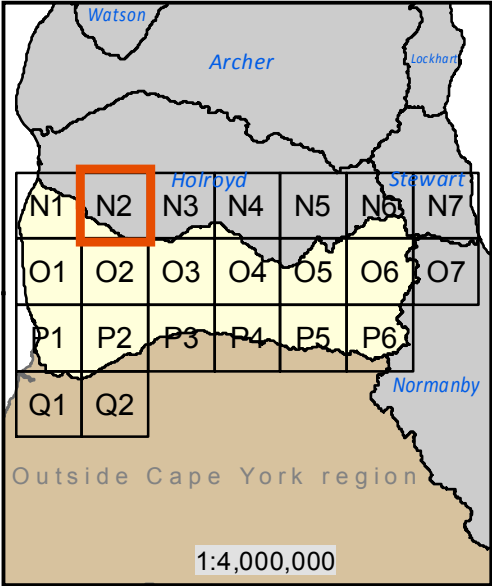 Watson
Archer
Lockhart
Holroyd
Stewart
N1 N2 N3 N4 N5 N6 N7
O1 O2 O3 O4 O5 O6 O7
P1 P2 P3 P4 P5 P6
Normanby
Q1 Q2
Outside Cape York region
1:4,000,000